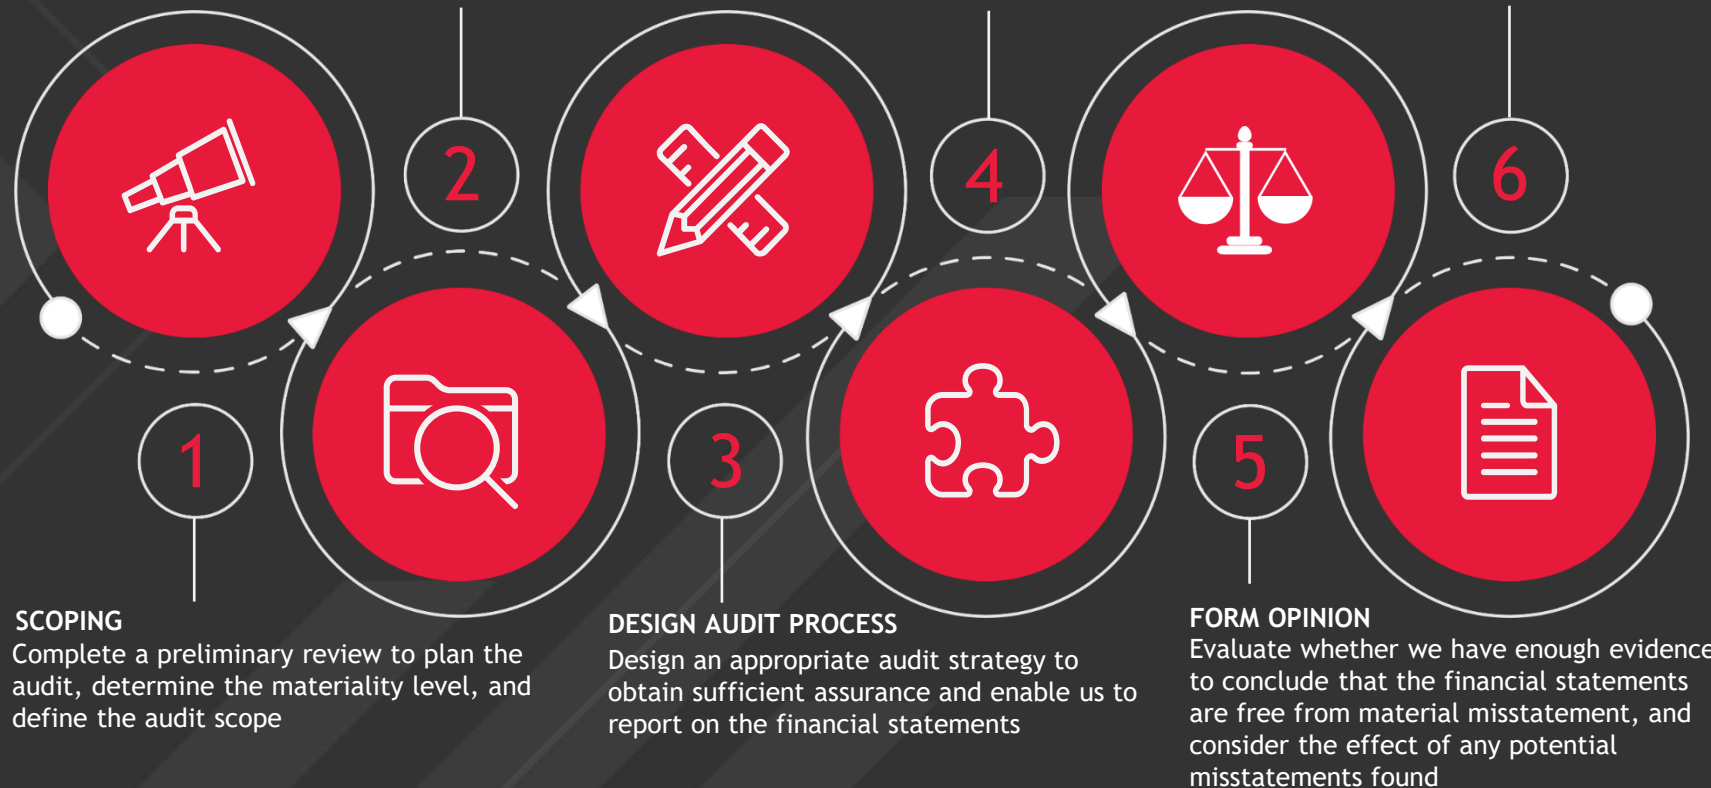 2
4
6
1
3
5
SCOPING
Complete a preliminary review to plan the
audit, determine the materiality level, and
define the audit scope
DESIGN AUDIT PROCESS
Design an appropriate audit strategy to
obtain sufficient assurance and enable us to
report on the financial statements
FORM OPINION
Evaluate whether we have enough evidence
to conclude that the financial statements
are free from material misstatement, and
consider the effect of any potential
misstatements found